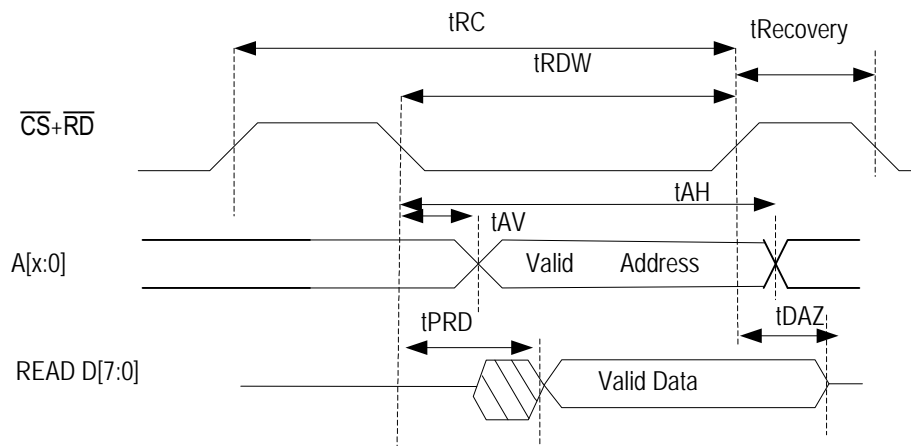 tRC
tRecovery
tRDW
CS+RD
tAH
tAV
A[x:0]
Valid Address
tPRD
tDAZ
READ D[7:0]
Valid Data